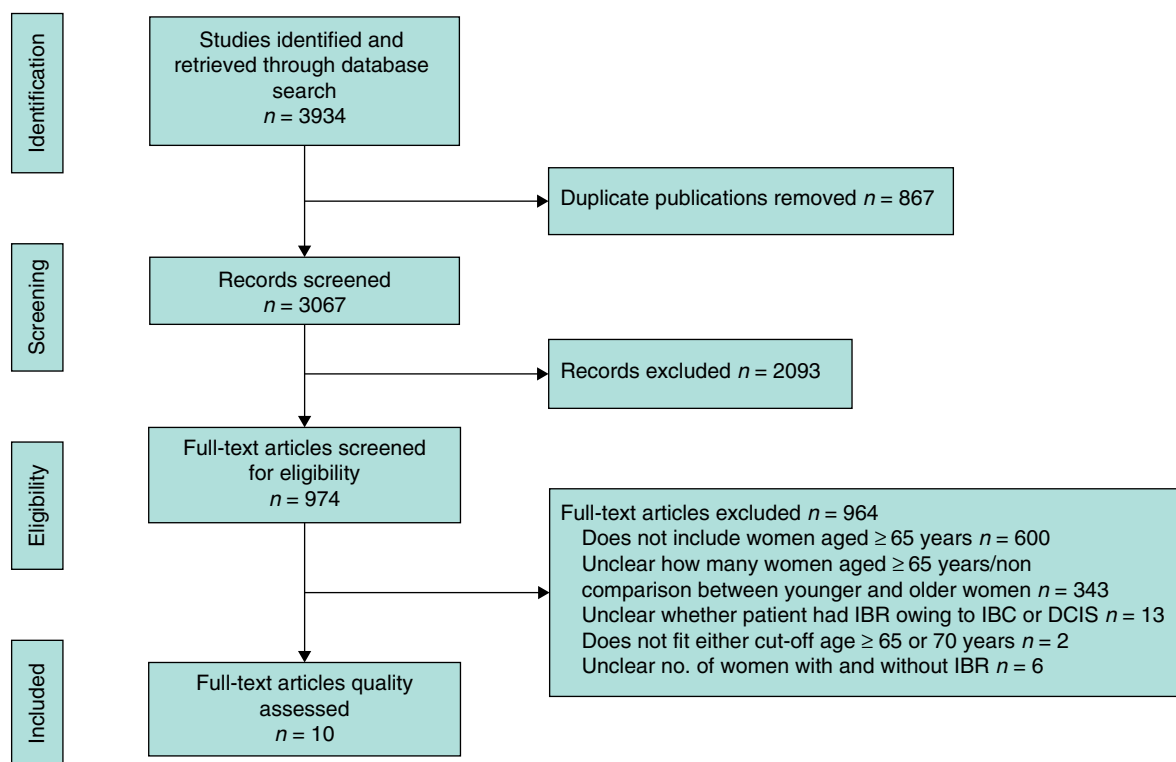 Identification
Studies identified and
retrieved through database
search
n = 3934
Duplicate publications removed n = 867
Screening
Records screened
n = 3067
Records excluded n = 2093
Eligibility
Full-text articles screened
for eligibility
n = 974
Full-text articles excluded n = 964
Does not include women aged ≥ 65 years n = 600
Unclear how many women aged ≥ 65 years/non
comparison between younger and older women n = 343
Unclear whether patient had IBR owing to IBC or DCIS n = 13
Does not fit either cut-off age ≥ 65 or 70 years n = 2
Unclear no. of women with and without IBR n = 6
Included
Full-text articles quality
assessed
n = 10